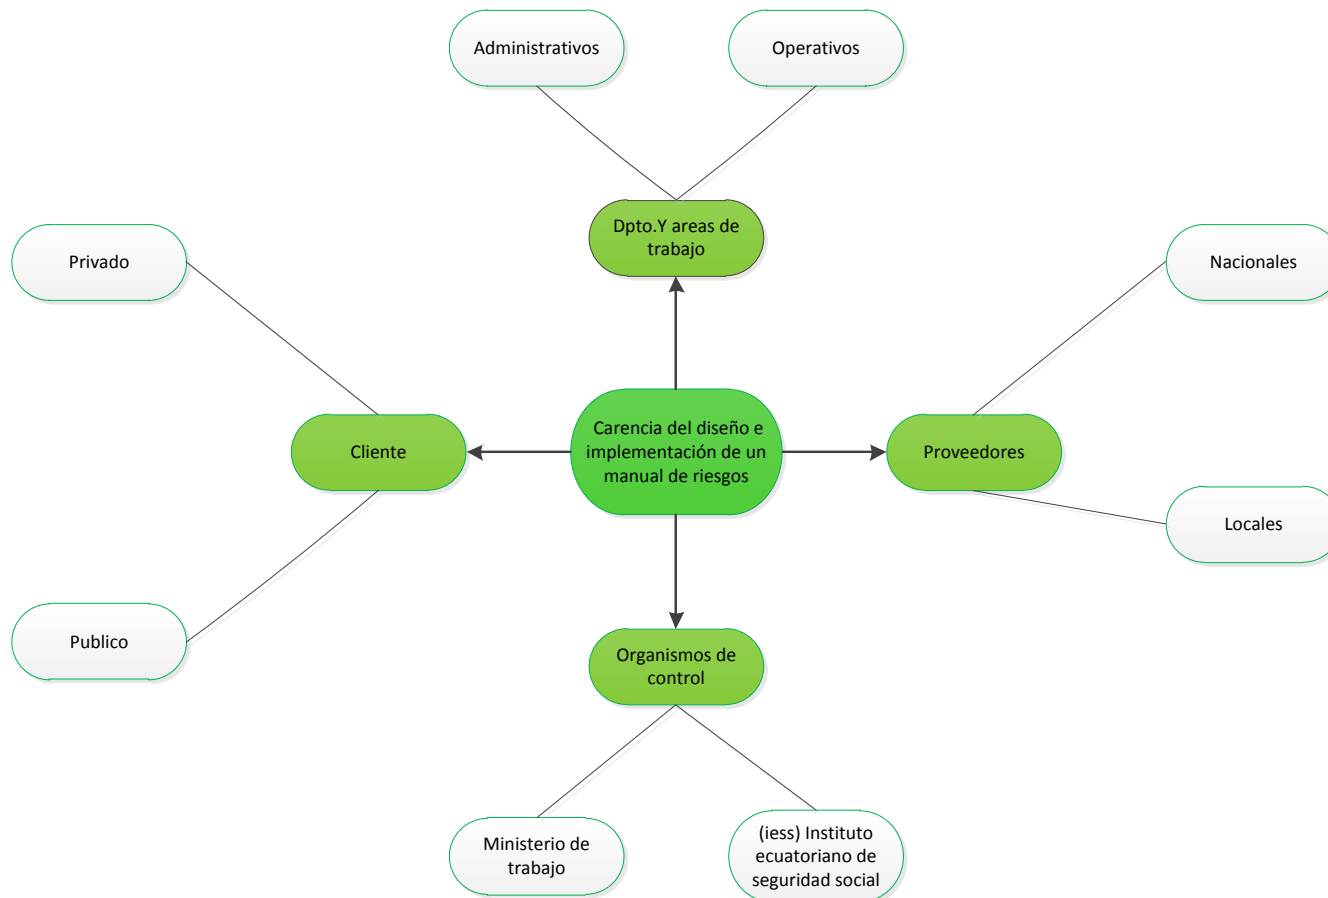 Administrativos
Operativos
Dpto.Y areas de
trabajo
Privado
Nacionales
Cliente
Carencia del diseño e
implementación de un
manual de riesgos
Proveedores
Locales
Publico
Organismos de
control
Ministerio de
trabajo
(iess) Instituto
ecuatoriano de
seguridad social